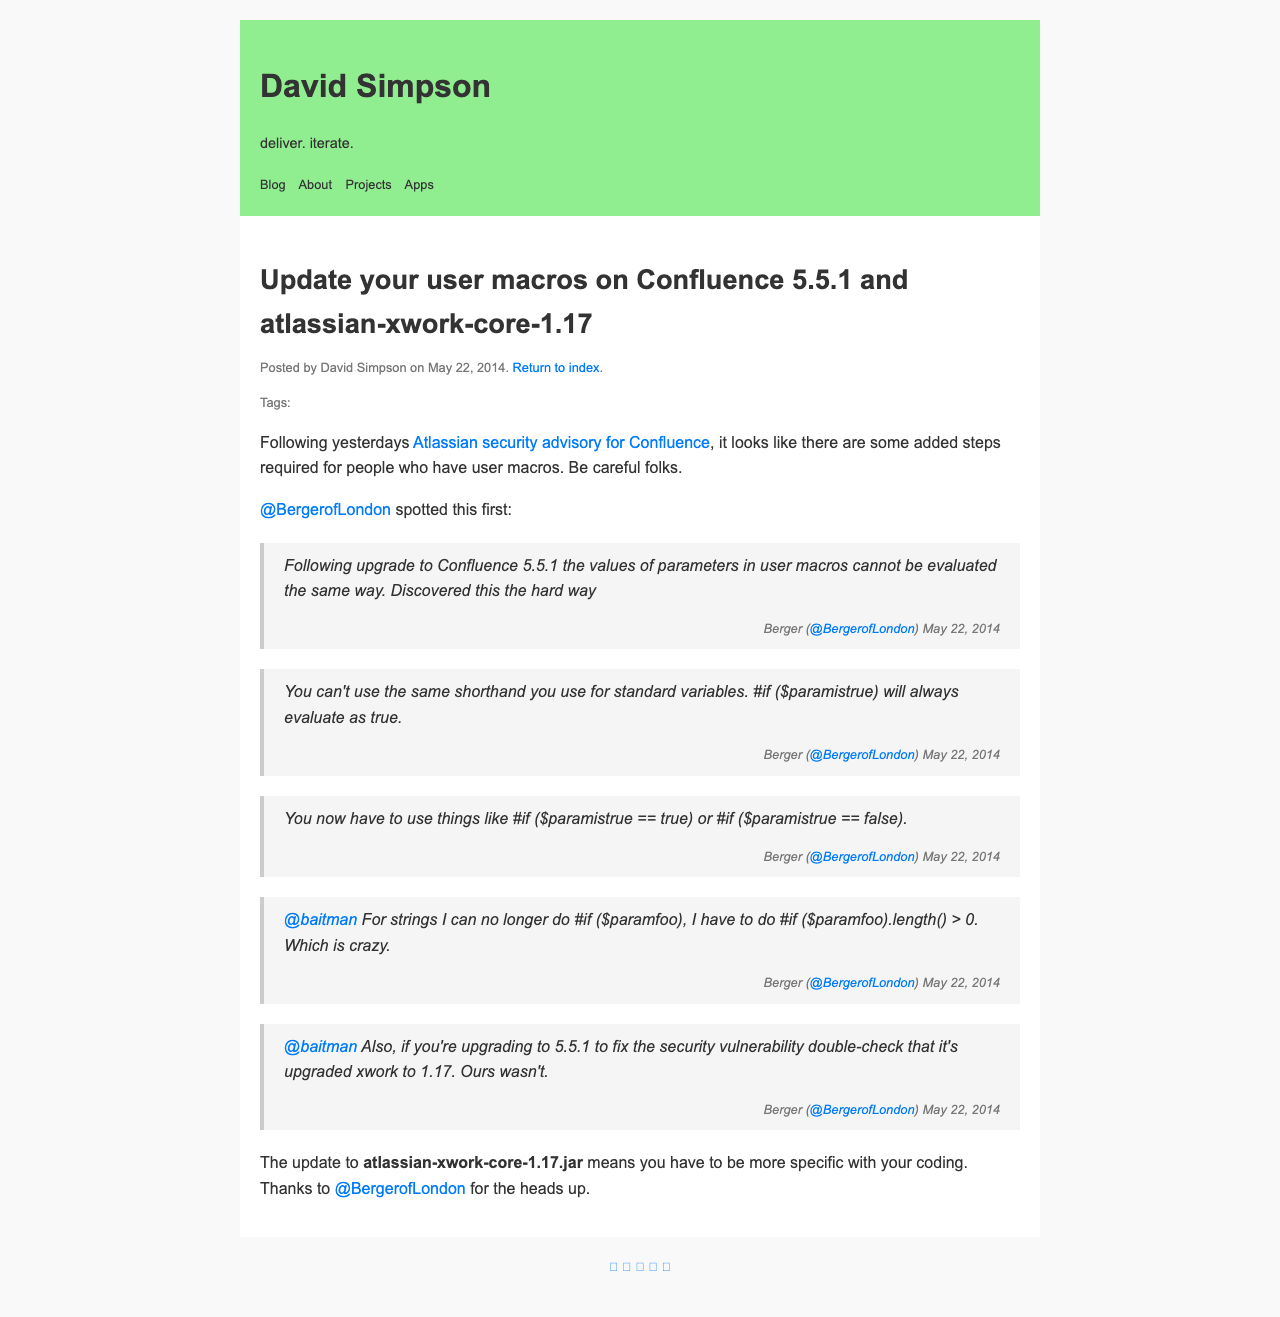 David Simpson
deliver. iterate.
Blog About Projects Apps
Update your user macros on Confluence 5.5.1 and
atlassian-xwork-core-1.17
Posted by David Simpson on May 22, 2014. Return to index.
Tags:
Following yesterdays Atlassian security advisory for Confluence, it looks like there are some added steps
required for people who have user macros. Be careful folks.
@BergerofLondon spotted this first:
Following upgrade to Confluence 5.5.1 the values of parameters in user macros cannot be evaluated
the same way. Discovered this the hard way
Berger (@BergerofLondon) May 22, 2014
You can't use the same shorthand you use for standard variables. #if ($paramistrue) will always
evaluate as true.
Berger (@BergerofLondon) May 22, 2014
You now have to use things like #if ($paramistrue == true) or #if ($paramistrue == false).
Berger (@BergerofLondon) May 22, 2014
@baitman For strings I can no longer do #if ($paramfoo), I have to do #if ($paramfoo).length() > 0.
Which is crazy.
Berger (@BergerofLondon) May 22, 2014
@baitman Also, if you're upgrading to 5.5.1 to fix the security vulnerability double-check that it's
upgraded xwork to 1.17. Ours wasn't.
Berger (@BergerofLondon) May 22, 2014
The update to atlassian-xwork-core-1.17.jar means you have to be more specific with your coding.
Thanks to @BergerofLondon for the heads up.